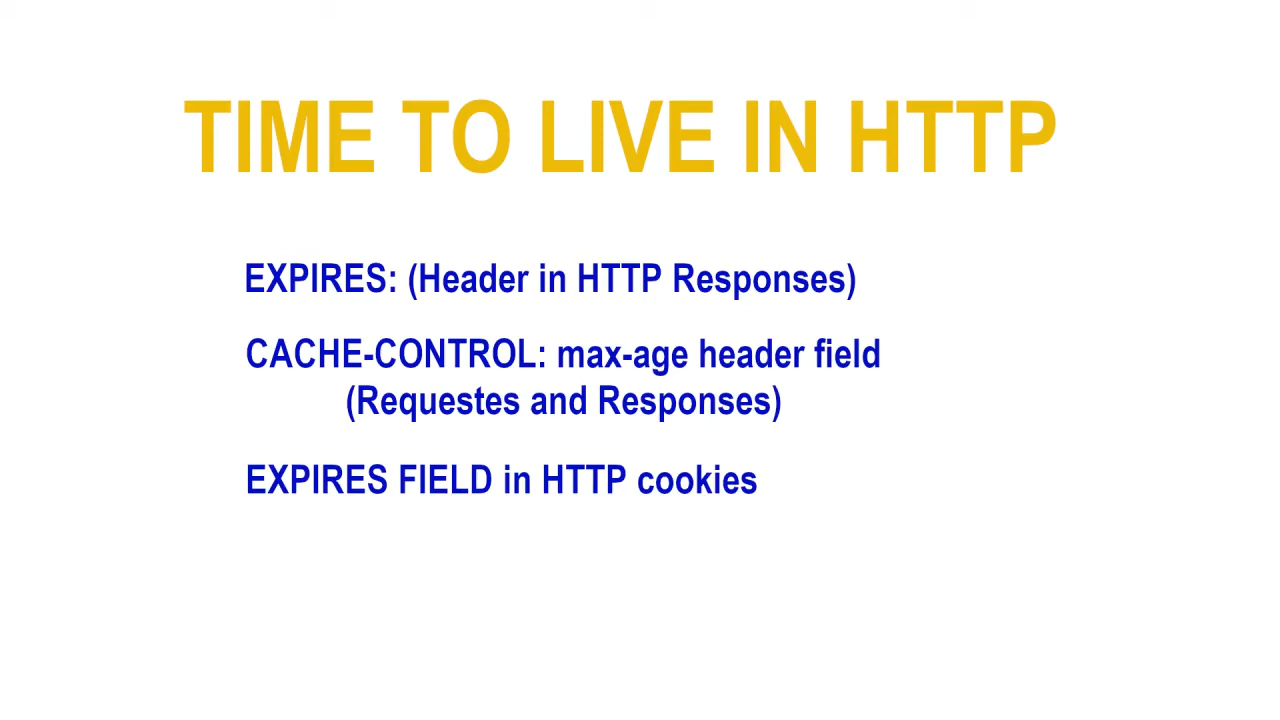 TIME TO LIVE IN HTTP
EXPIRES: (Header in HTTP Responses)
CACHE-CONTROL: max-age header field
(Requestes and Responses)
EXPIRES FIELD in HTTP cookies